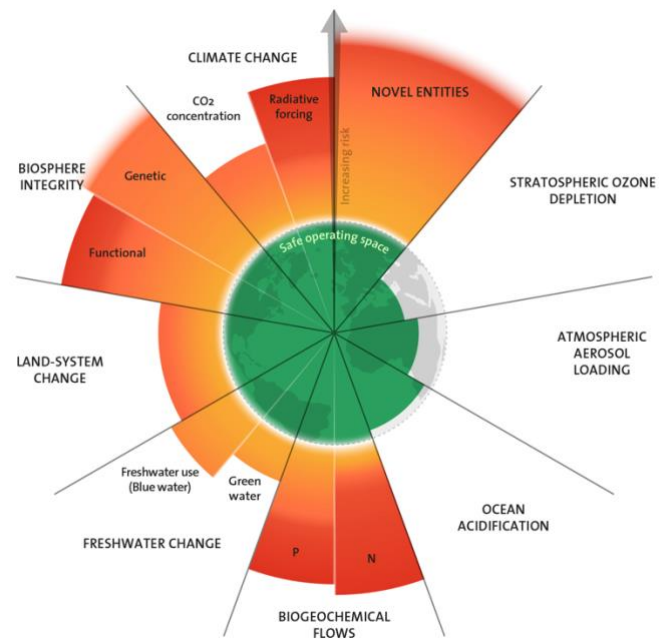 CLIMATE CHANGE
CO2
concentration
Radiative
forcing
NOVEL ENTITIES
Increasing risk
BIOSPHERE
INTEGRITY
Genetic
STRATOSPHERIC OZONE
DEPLETION
Functional
Safe operating space
LAND-SYSTEM
CHANGE
ATMOSPHERIC
AEROSOL
LOADING
Freshwater use
(Blue water)
Green
water
FRESHWATER CHANGE
P
N
OCEAN
ACIDIFICATION
BIOGEOCHEMICAL
FLOWS